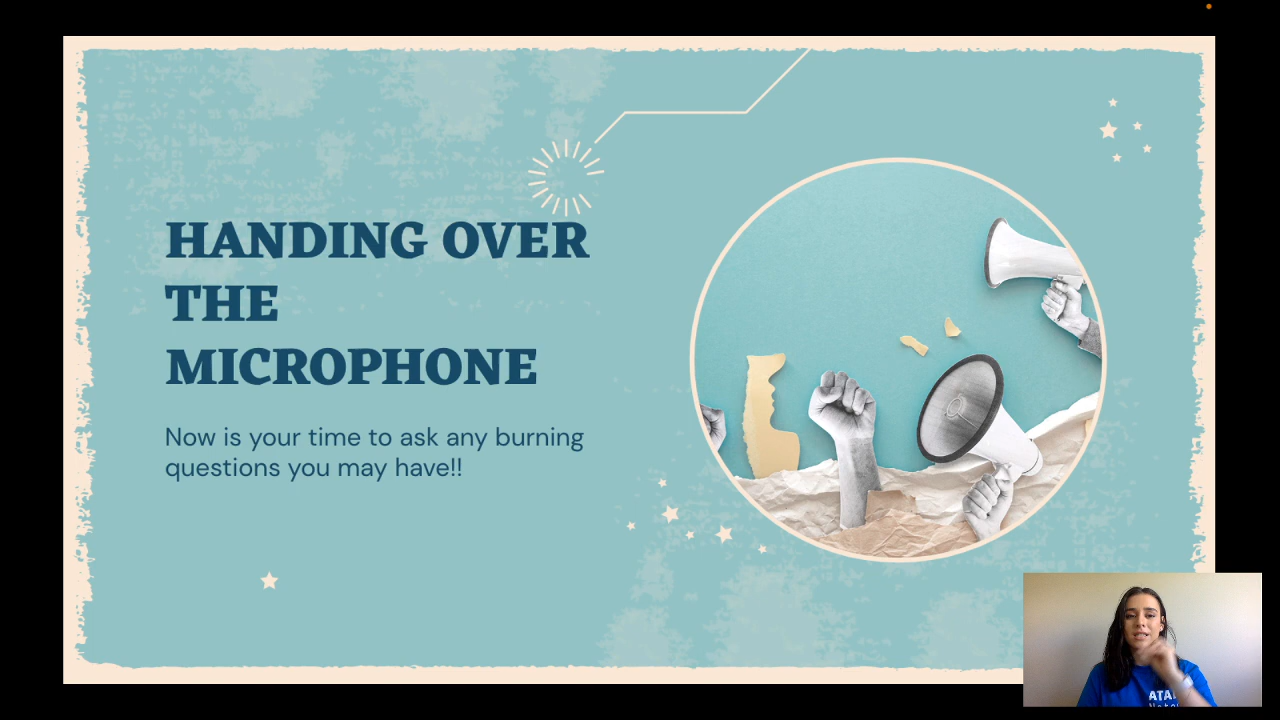 HANDING OVER
THE
MICROPHONE
Now is your time to ask any burning
questions you may have!!